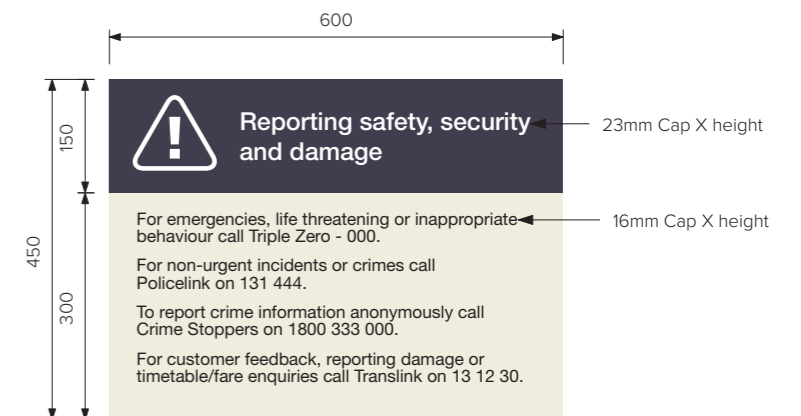 600
150
!
Reporting safety, security
and damage
23mm Cap X height
450
300
For emergencies, life threatening or inappropriate
behaviour call Triple Zero - 000.
16mm Cap X height
For non-urgent incidents or crimes call
Policelink on 131 444.
To report crime information anonymously call
Crime Stoppers on 1800 333 000.
For customer feedback, reporting damage or
timetable/fare enquiries call Translink on 13 12 30.